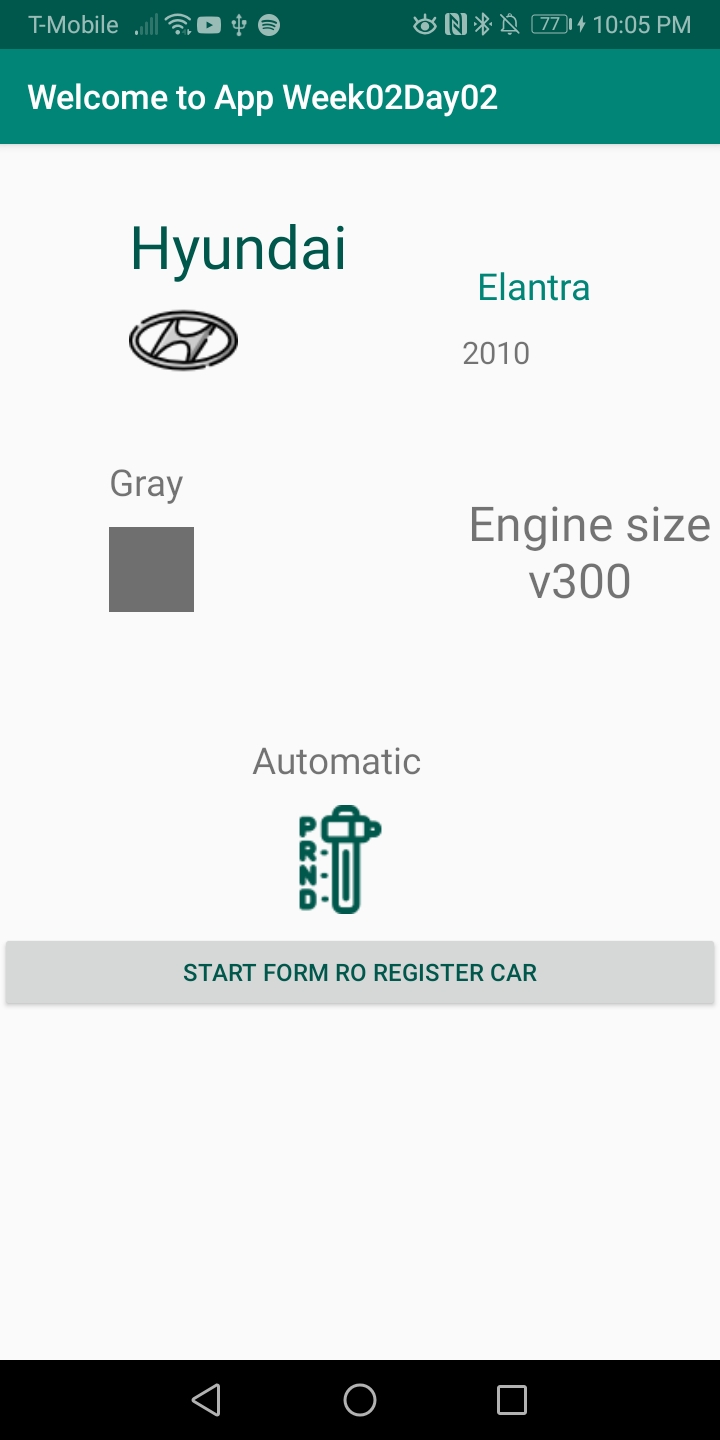 T-Mobile 77 10:05 PM
Welcome to App Week02Day02
Hyundai
Elantra
2010
Gray
Engine size
v300
Automatic
P
R
N
D
START FORM RO REGISTER CAR